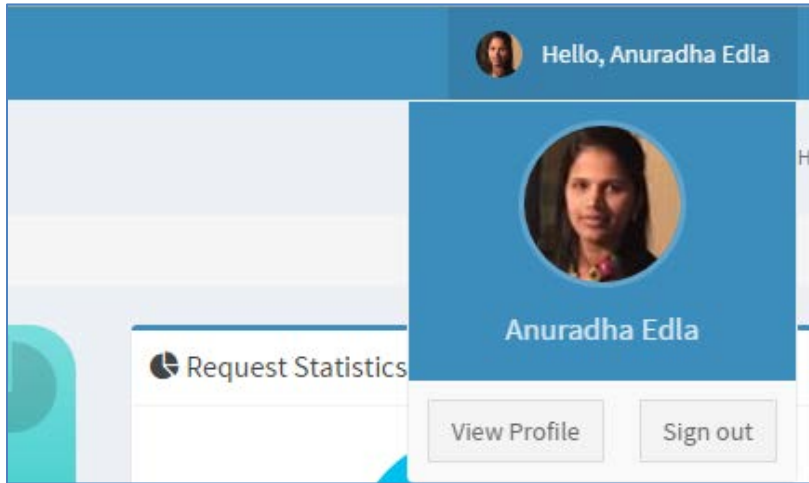 Hello, Anuradha Edla
H
Anuradha Edla
Request Statistics
View Profile
Sign out